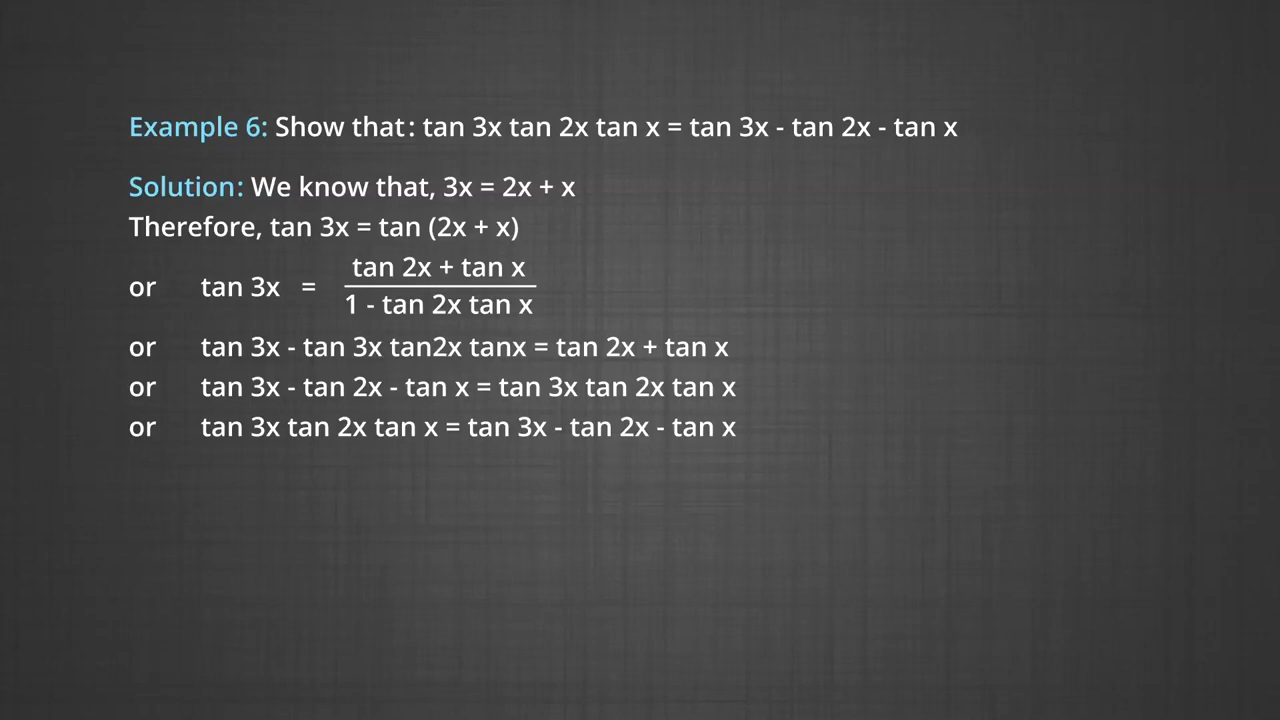 Example 6: Show that: tan 3x tan 2x tan x = tan 3x - tan 2x - tan x
Solution: We know that, 3x = 2x + x
Therefore, tan 3x = tan (2x + x)
or tan 3x = tan 2x + tan x
1 - tan 2x tan x
or tan 3x - tan 3x tan2x tanx = tan 2x + tan x
or tan 3x - tan 2x - tan x = tan 3x tan 2x tan x
or tan 3x tan 2x tan x = tan 3x - tan 2x - tan x